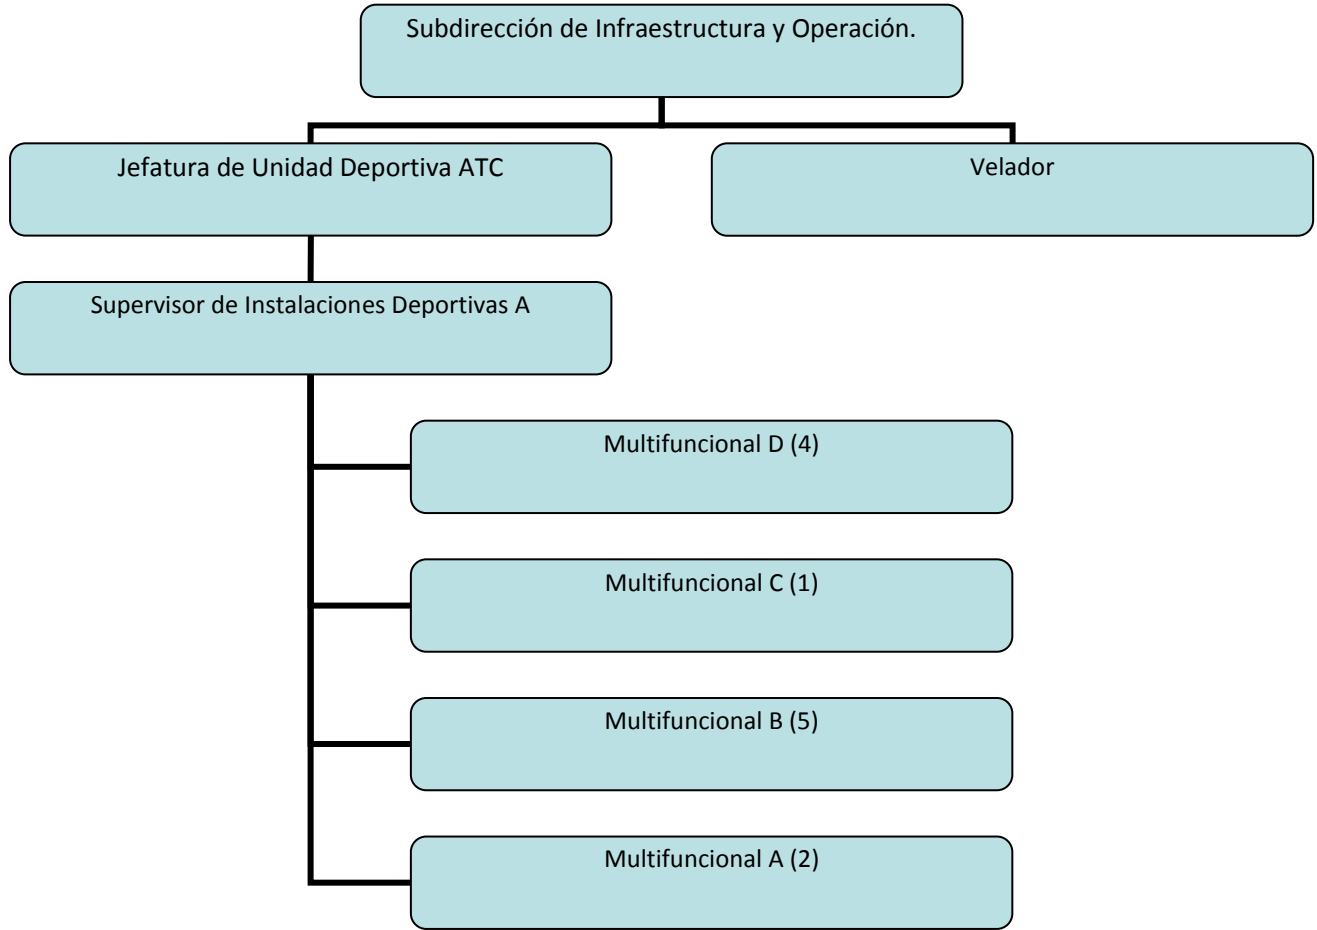 Subdirección de Infraestructura y Operación.
Jefatura de Unidad Deportiva ATC
Velador
Supervisor de Instalaciones Deportivas A
Multifuncional D (4)
Multifuncional C (1)
Multifuncional B (5)
Multifuncional A (2)